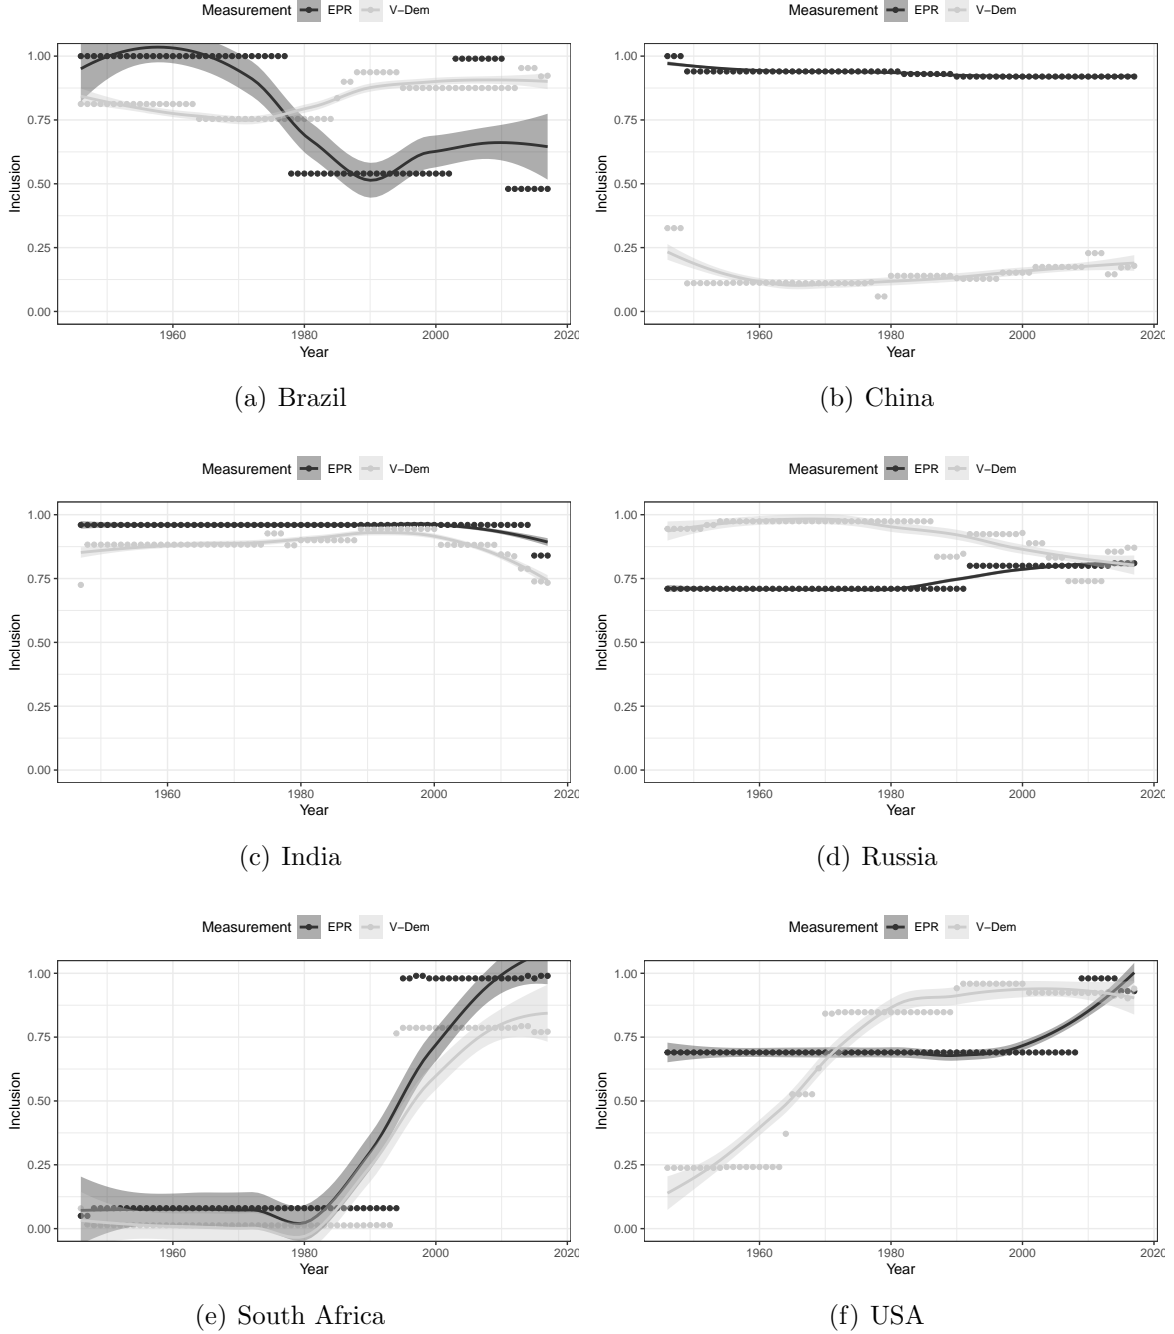 Measurement EPR V−Dem
Measurement EPR V−Dem
1.00
0.75
0.50
0.25
0.00
Inclusion
1960 1980 2000 2020
Year
1.00
0.75
0.50
0.25
0.00
Inclusion
1960 1980 2000 2020
Year
(a) Brazil
(b) China
Measurement EPR V−Dem
Measurement EPR V−Dem
1.00
0.75
0.50
0.25
0.00
Inclusion
1960 1980 2000 2020
Year
1.00
0.75
0.50
0.25
0.00
Inclusion
1960 1980 2000 2020
Year
(c) India
(d) Russia
Measurement EPR V−Dem
Measurement EPR V−Dem
1.00
0.75
0.50
0.25
0.00
Inclusion
1960 1980 2000 2020
Year
1.00
0.75
0.50
0.25
0.00
Inclusion
1960 1980 2000 2020
Year
(e) South Africa
(f) USA